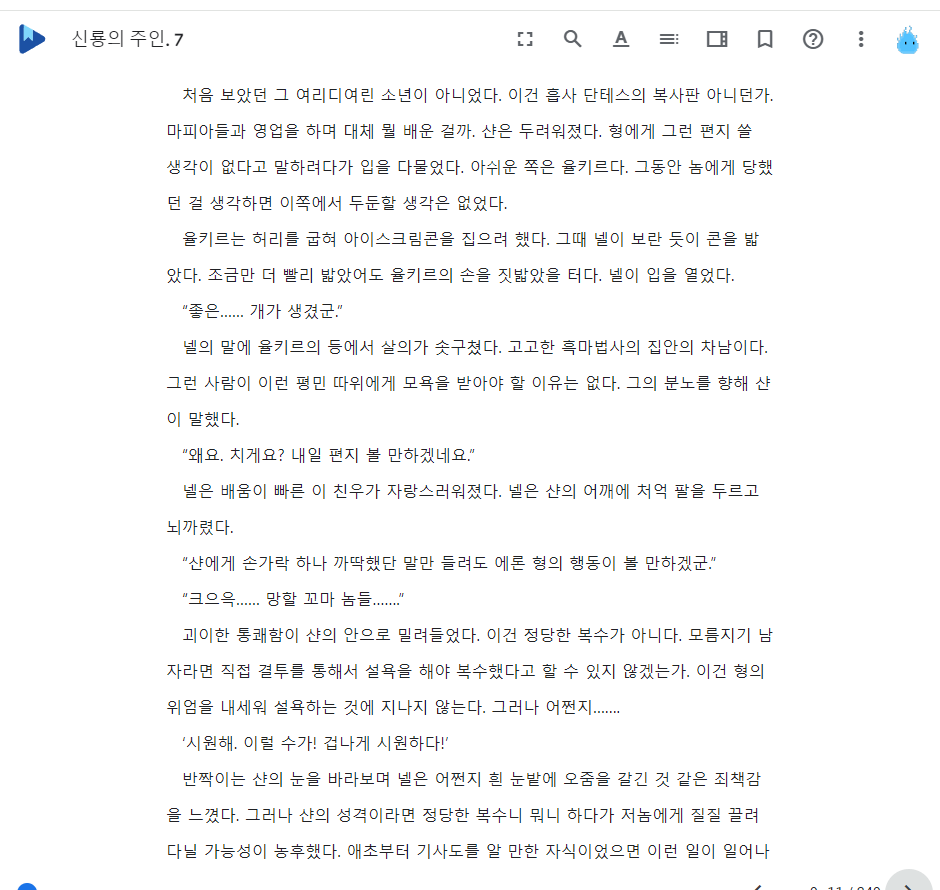 신룡의 주인. 7
처음 보았던 그 여리디여린 소년이 아니었다. 이건 흡사 단테스의 복사판 아니던가.
마피아들과 영업을 하며 대체 뭘 배운 걸까. 샨은 두려워졌다. 형에게 그런 편지 쓸
생각이 없다고 말하려다가 입을 다물었다. 아쉬운 쪽은 율키르다. 그동안 놈에게 당했
던 걸 생각하면 이쪽에서 두둔할 생각은 없었다.
율키르는 허리를 굽혀 아이스크림콘을 집으려 했다. 그때 넬이 보란 듯이 콘을 밟
았다. 조금만 더 빨리 밟았어도 율키르의 손을 짓밟았을 터다. 넬이 입을 열었다.
“좋은…… 개가 생겼군.”
넬의 말에 율키르의 등에서 살의가 솟구쳤다. 고고한 흑마법사의 집안의 차남이다.
그런 사람이 이런 평민 따위에게 모욕을 받아야 할 이유는 없다. 그의 분노를 향해 샨
이 말했다.
“왜요. 치게요? 내일 편지 볼 만하겠네요.”
넬은 배움이 빠른 이 친우가 자랑스러워졌다. 넬은 샨의 어깨에 처억 팔을 두르고
뇌까렸다.
“샨에게 손가락 하나 까딱했단 말만 들려도 에론 형의 행동이 볼 만하겠군.”
“크으윽…… 망할 꼬마 놈들…….”
괴이한 통쾌함이 샨의 안으로 밀려들었다. 이건 정당한 복수가 아니다. 모름지기 남
자라면 직접 결투를 통해서 설욕을 해야 복수했다고 할 수 있지 않겠는가. 이건 형의
위엄을 내세워 설욕하는 것에 지나지 않는다. 그러나 어쩐지…….
‘시원해. 이럴 수가! 겁나게 시원하다!’
반짝이는 샨의 눈을 바라보며 넬은 어쩐지 흰 눈밭에 오줌을 갈긴 것 같은 죄책감
을 느꼈다. 그러나 샨의 성격이라면 정당한 복수니 뭐니 하다가 저놈에게 질질 끌려
다닐 가능성이 농후했다. 애초부터 기사도를 알 만한 자식이었으면 이런 일이 일어나